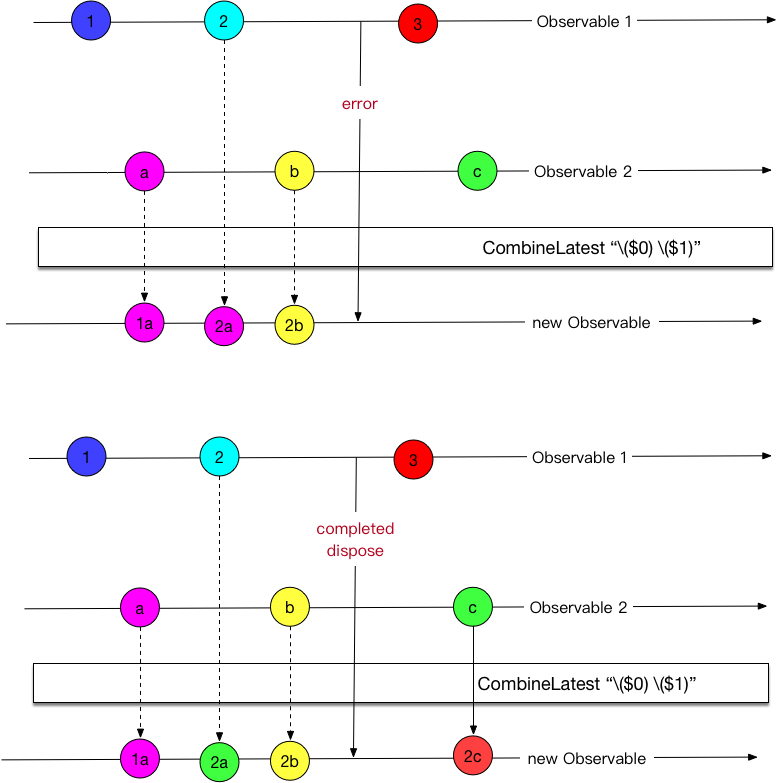 1 2 3 Observable 1
error
a b c Observable 2
CombineLatest “\($0) \($1)”
1a 2a 2b new Observable
1 2 3 Observable 1
completed
dispose
a b c Observable 2
CombineLatest “\($0) \($1)”
1a 2a 2b 2c new Observable